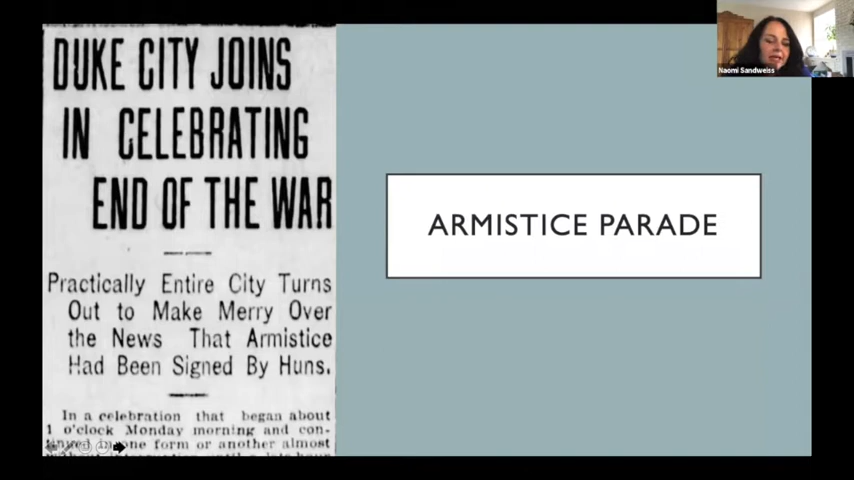 DUKE CITY JOINS
IN CELEBRATING
END OF THE WAR
Practically Entire City Turns
Out to Make Merry Over
the News That Armistice
Had Been Signed By Huns.
In a celebration that began about
1 o'clock Monday morning and con-
tinued in one form or another almost
ARMISTICE PARADE
Naomi Sandweiss